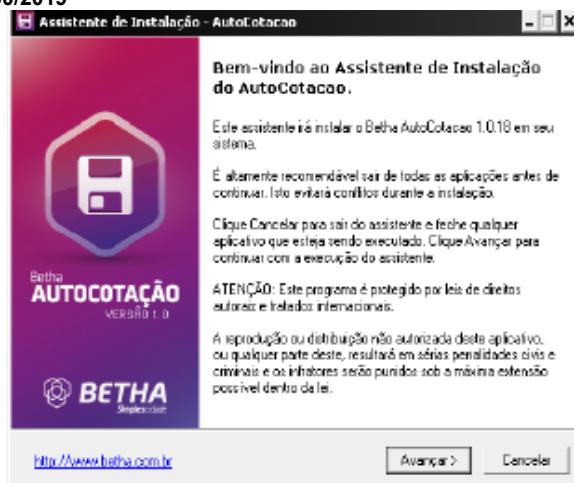 Assistente de Instalação - AutoCotacao
Bem-vindo ao Assistente de Instalação
do AutoCotacao.
Este assistente irá instalar o Betha AutoCotacao 1.0.18 em seu
sistema.
É altamente recomendável sair de todas as aplicações antes de
continuar. Isto evitará conflitos durante a instalação.
Clique Cancelar para sair do assistente e feche qualquer
aplicativo que esteja sendo executado. Clique Avançar para
continuar com a execução do assistente.
ATENÇÃO: Este programa é protegido por leis de direitos
autorais e tratados internacionais.
A reprodução ou distribuição não autorizada deste aplicativo,
ou qualquer parte deste, resultará em sérias penalidades civis e
criminais e os infratores serão punidos sob a máxima extensão
possível dentro da lei.
Betha
AUTOCOTAÇÃO
VERSÃO 1.0
BETHA
http://www.betha.com.br
Avançar >
Cancelar